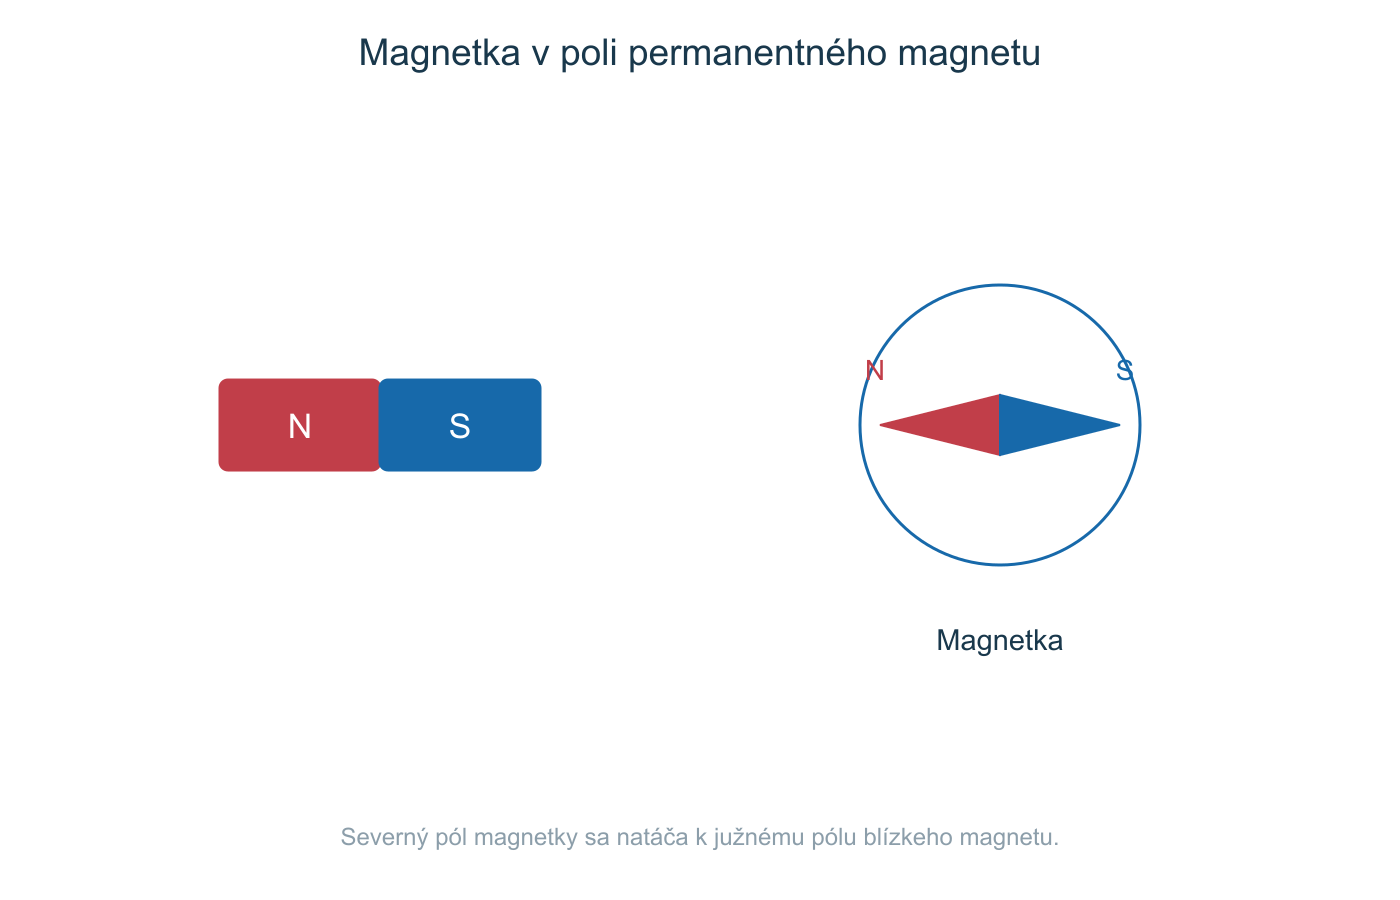 Magnetka v poli permanentného magnetu
N S
N S
Magnetka
Severný pól magnetky sa natáča k južnému pólu blízkeho magnetu.